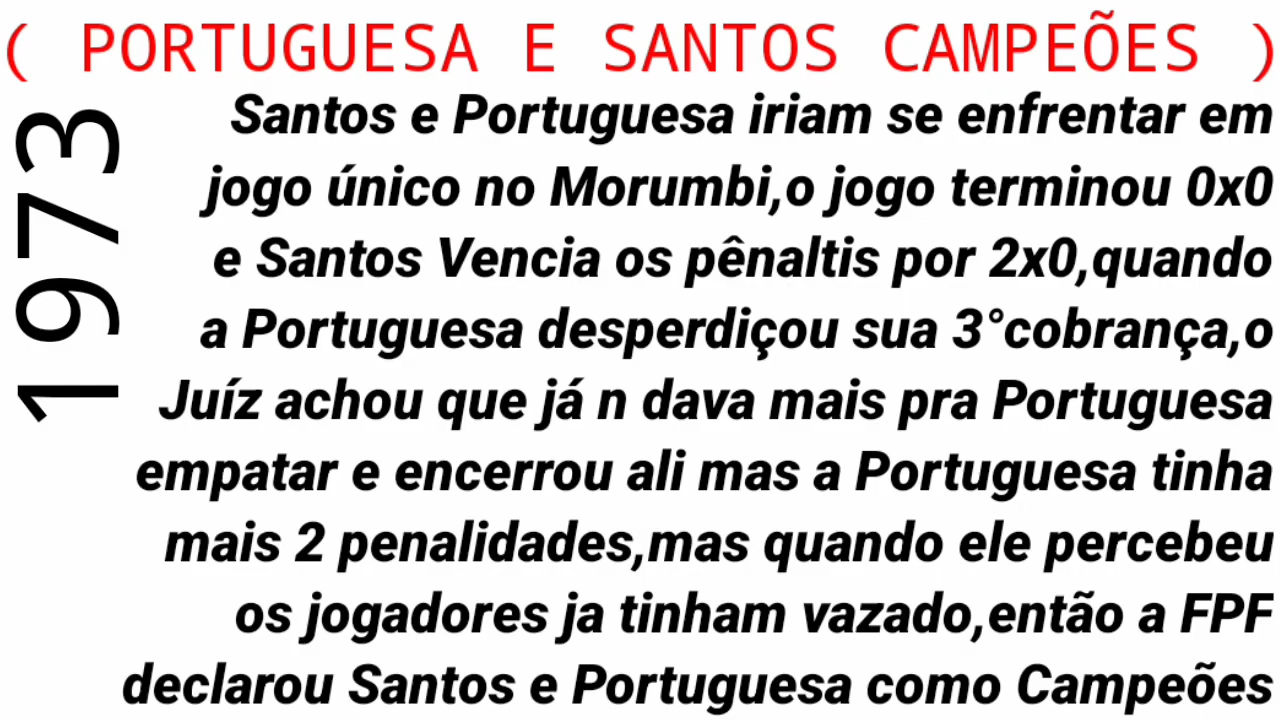 ( PORTUGUESA E SANTOS CAMPEÕES )
1973
Santos e Portuguesa iriam se enfrentar em
jogo único no Morumbi,o jogo terminou 0x0
e Santos Vencia os pênaltis por 2x0,quando
a Portuguesa desperdiçou sua 3°cobrança,o
Juíz achou que já n dava mais pra Portuguesa
empatar e encerrou ali mas a Portuguesa tinha
mais 2 penalidades,mas quando ele percebeu
os jogadores ja tinham vazado,então a FPF
declarou Santos e Portuguesa como Campeões